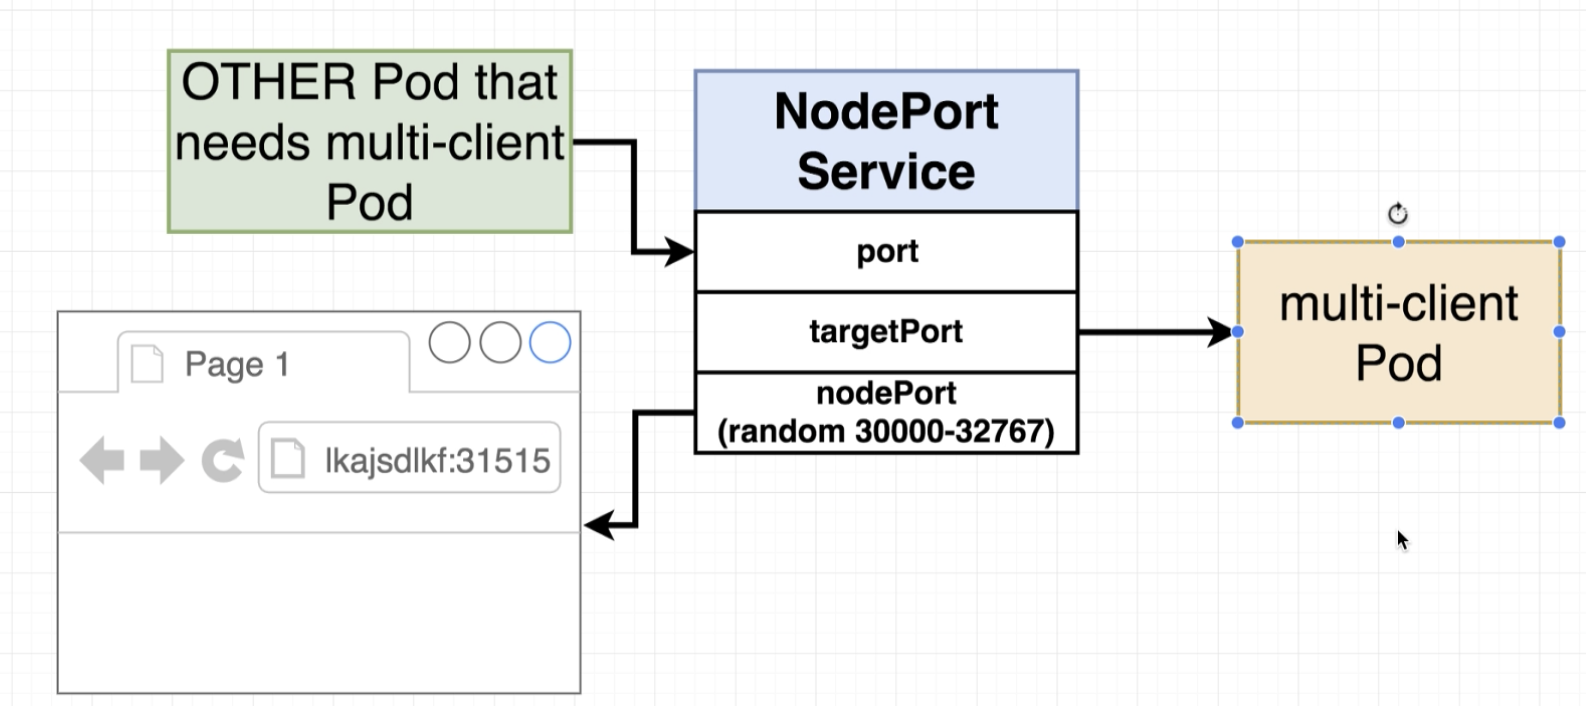 OTHER Pod that
needs multi-client
Pod
NodePort
Service
port
targetPort
nodePort
(random 30000-32767)
multi-client
Pod
Page 1
lkajsdlkf:31515